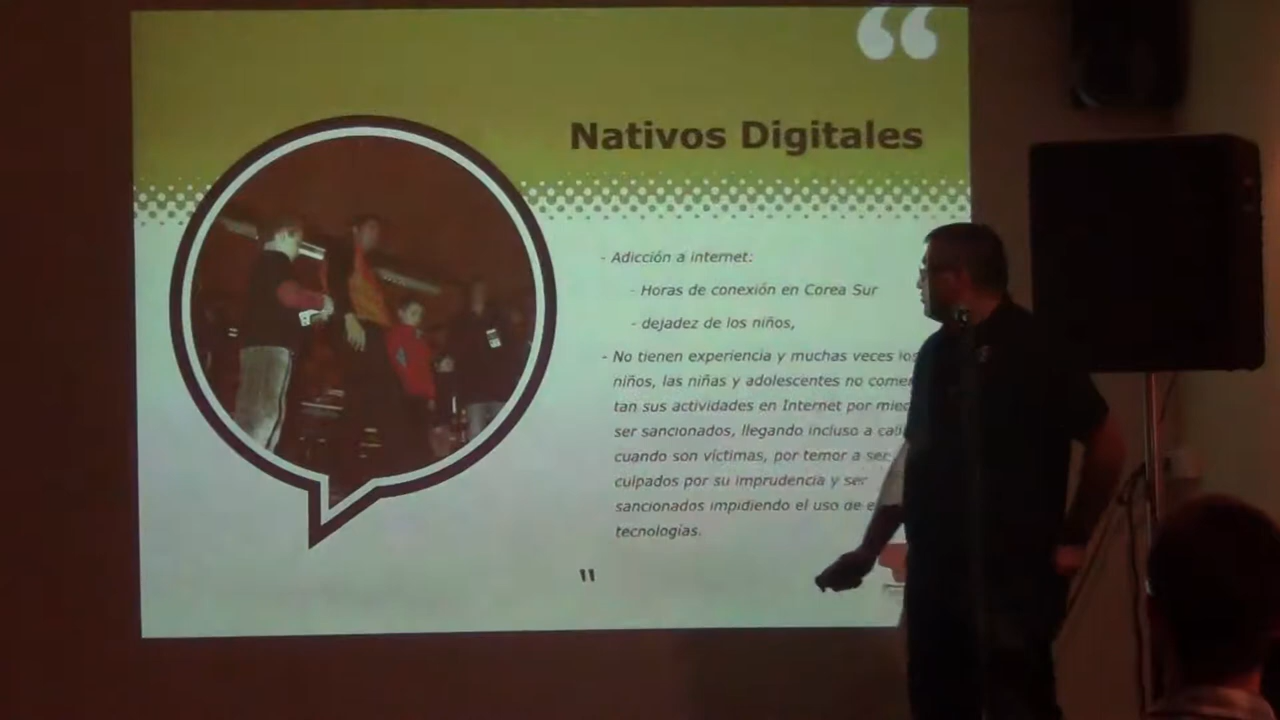 “
Nativos Digitales
- Adicción a internet:
- Horas de conexión en Corea Sur
- dejadez de los niños,
- No tienen experiencia y muchas veces los
niños, las niñas y adolescentes no comen
tan sus actividades en Internet por
ser sancionados, llegando incluso a
cuando son víctimas, por temor a ser
culpados por su imprudencia y ser
sancionados impidiendo el uso de
tecnologías.
"